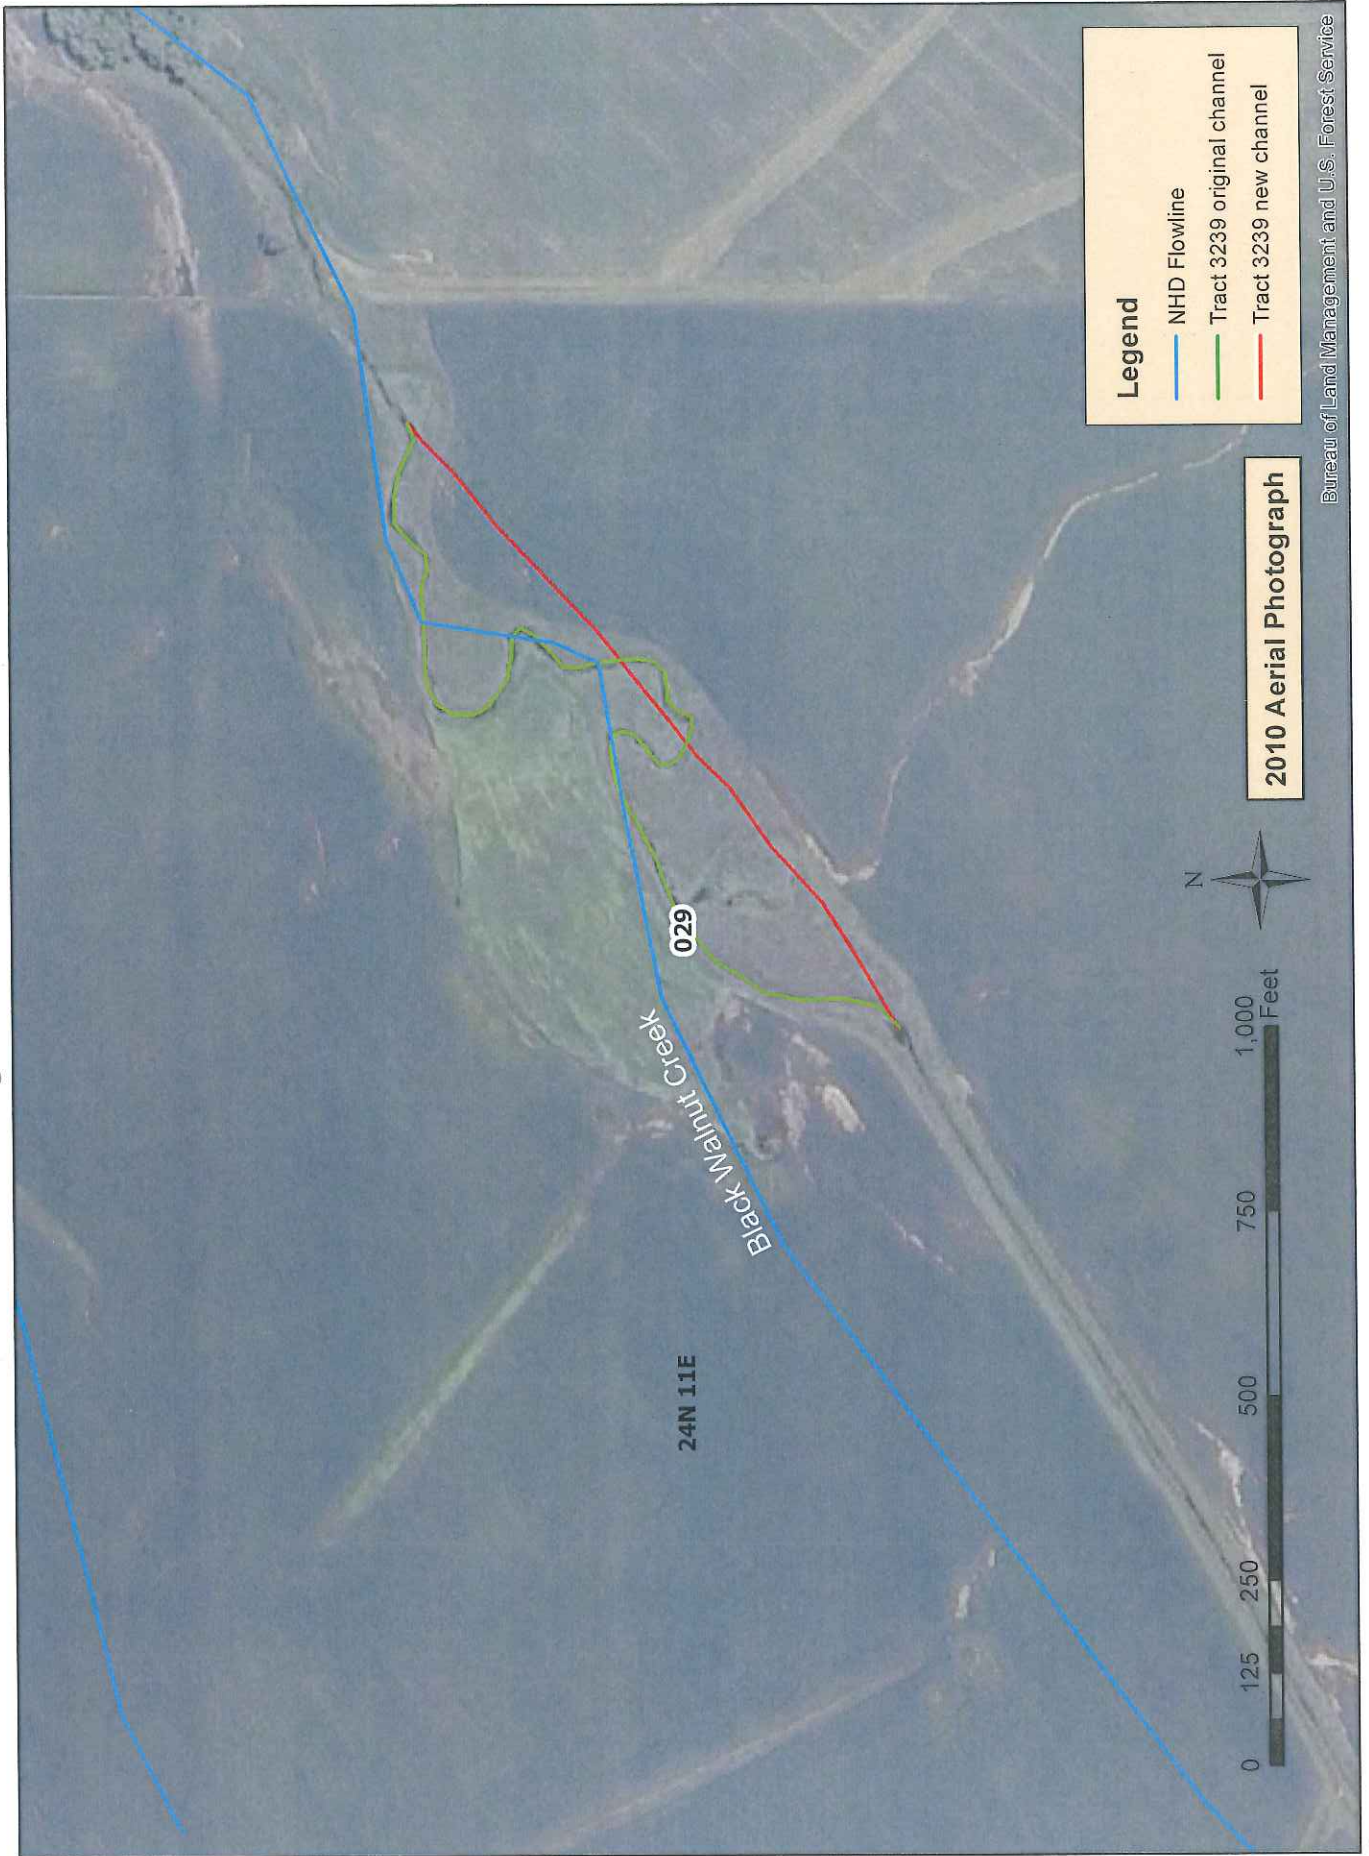 029
Black Walnut Creek
24N 11E
N
0 125 250 500 750 1,000
Feet
2010 Aerial Photograph
Legend
NHD Flowline
Tract 3239 original channel
Tract 3239 new channel
Bureau of Land Management and U.S. Forest Service